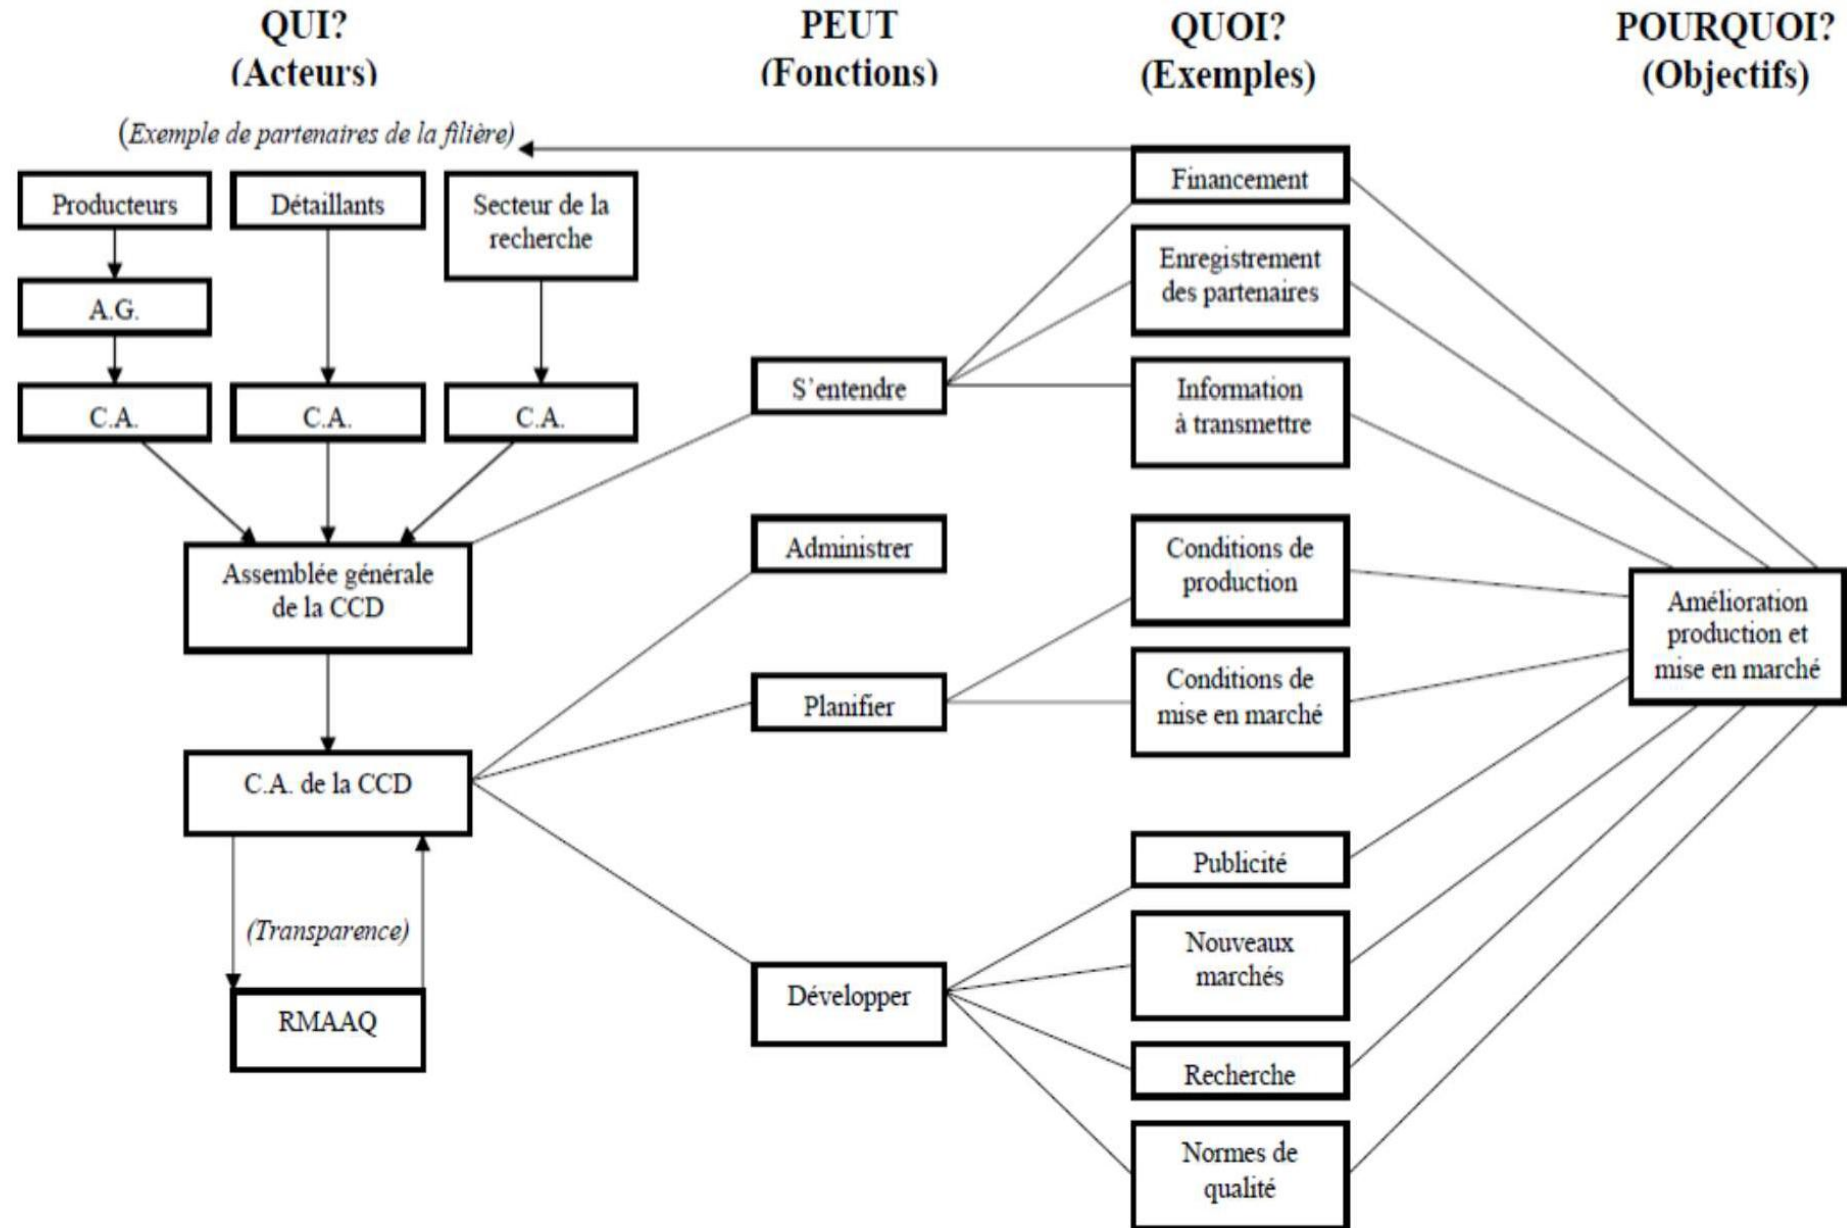 QUI?
(Acteurs)
PEUT
(Fonctions)
QUOI?
(Exemples)
POURQUOI?
(Objectifs)
(Exemple de partenaires de la filière)
Producteurs
Détaillants
Secteur de la
recherche
A.G.
C.A.
C.A.
C.A.
Assemblée générale
de la CCD
C.A. de la CCD
(Transparence)
RMAAQ
S'entendre
Administrer
Planifier
Développer
Financement
Enregistrement
des partenaires
Information
à transmettre
Conditions de
production
Conditions de
mise en marché
Publicité
Nouveaux
marchés
Recherche
Normes de
qualité
Amélioration
production et
mise en marché